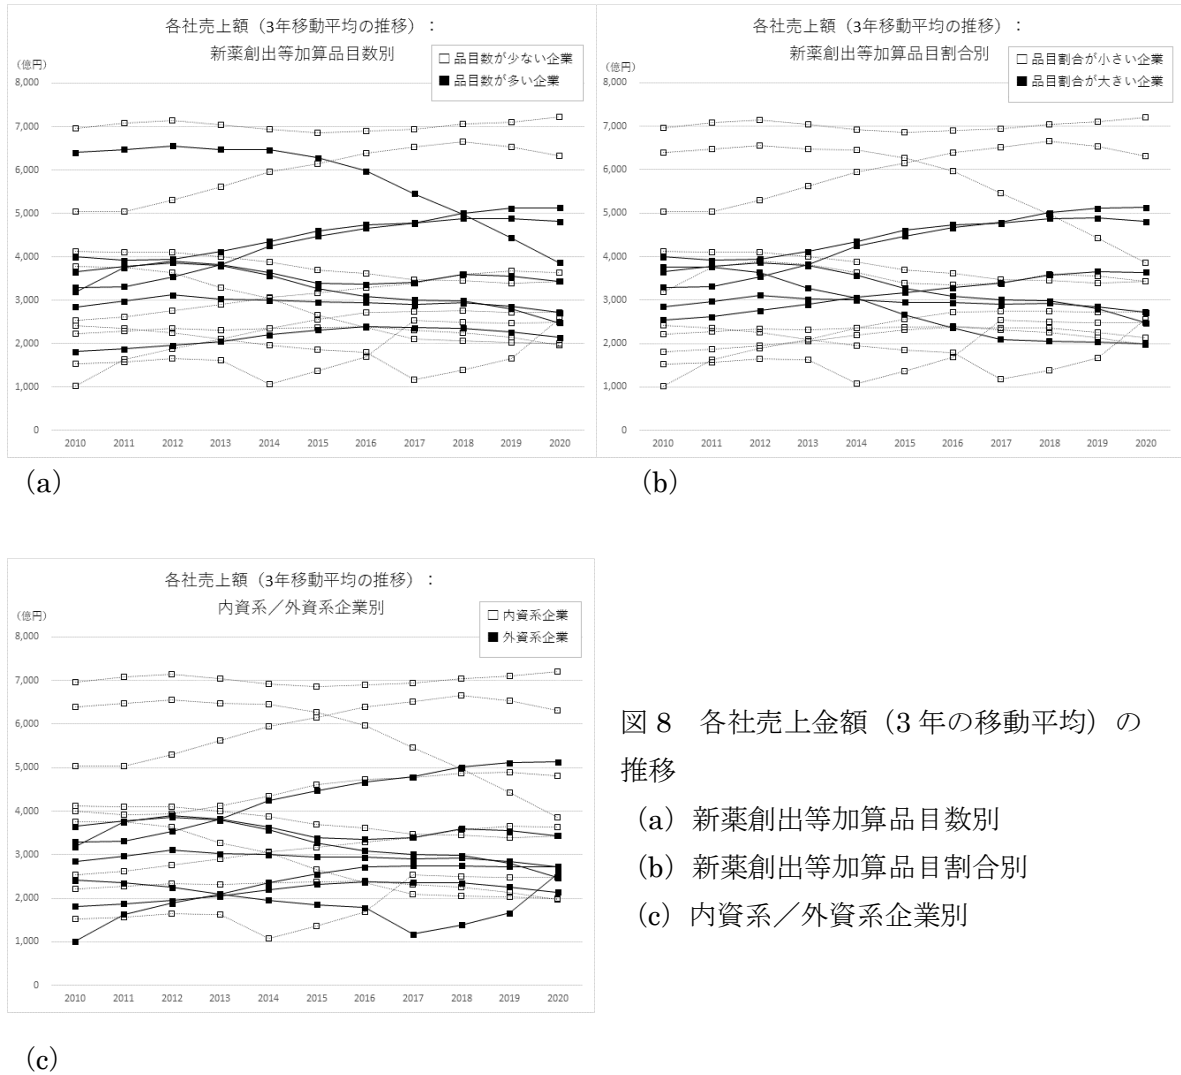 各社売上額（3年移動平均の推移）：
新薬創出等加算品目数別
（億円）
□ 品目数が少ない企業
■ 品目数が多い企業
8,000
7,000
6,000
5,000
4,000
3,000
2,000
1,000
0
2010 2011 2012 2013 2014 2015 2016 2017 2018 2019 2020
(a)
各社売上額（3年移動平均の推移）：
新薬創出等加算品目割合別
（億円）
□ 品目割合が小さい企業
■ 品目割合が大きい企業
8,000
7,000
6,000
5,000
4,000
3,000
2,000
1,000
0
2010 2011 2012 2013 2014 2015 2016 2017 2018 2019 2020
(b)
各社売上額（3年移動平均の推移）：
内資系／外資系企業別
（億円）
□ 内資系企業
■ 外資系企業
8,000
7,000
6,000
5,000
4,000
3,000
2,000
1,000
0
2010 2011 2012 2013 2014 2015 2016 2017 2018 2019 2020
(c)
図 8　各社売上金額（3 年の移動平均）の
推移
(a) 新薬創出等加算品目数別
(b) 新薬創出等加算品目割合別
(c) 内資系／外資系企業別